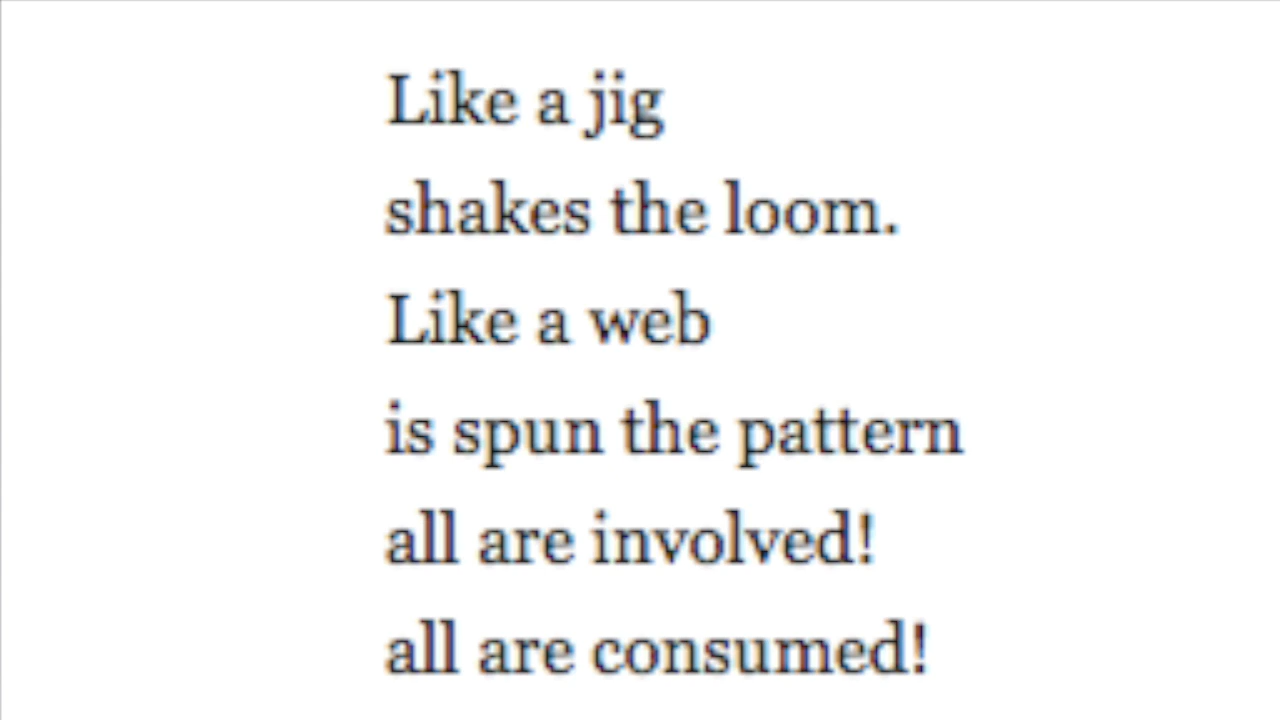 Like a jig
shakes the loom.
Like a web
is spun the pattern
all are involved!
all are consumed!